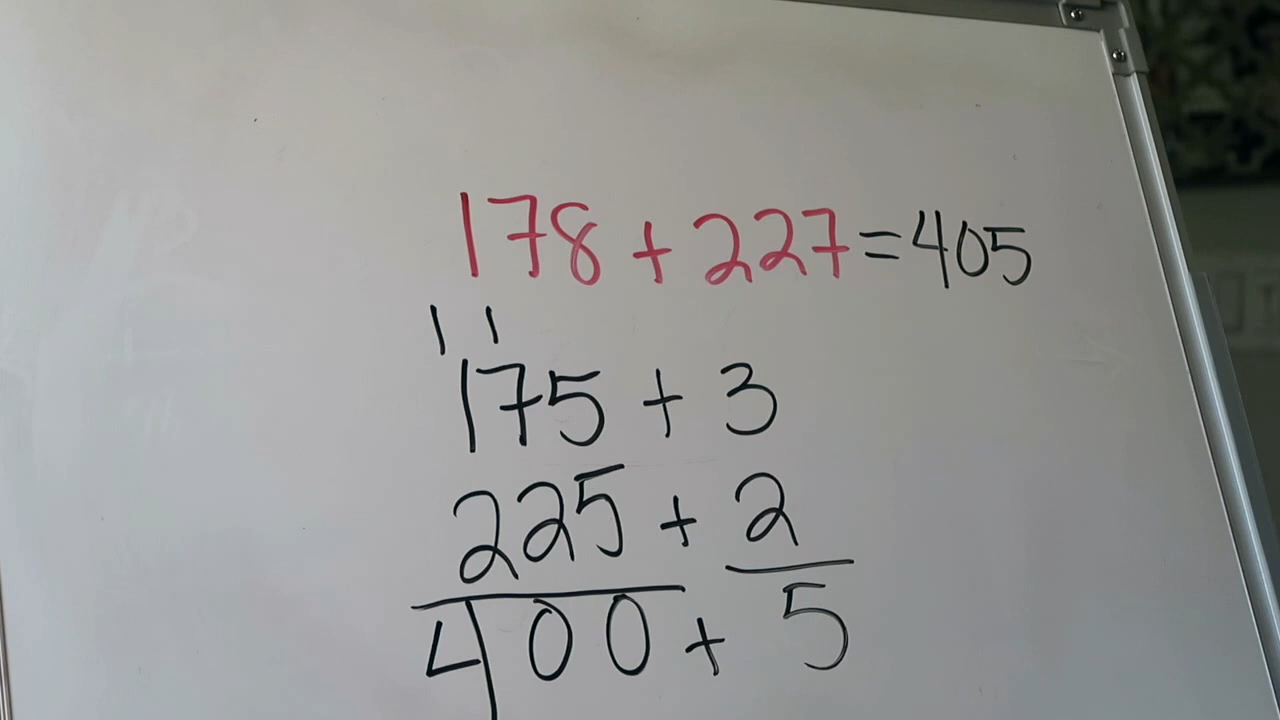 178 + 227 = 405
1 1
175 + 3
225 + 2
400 + 5